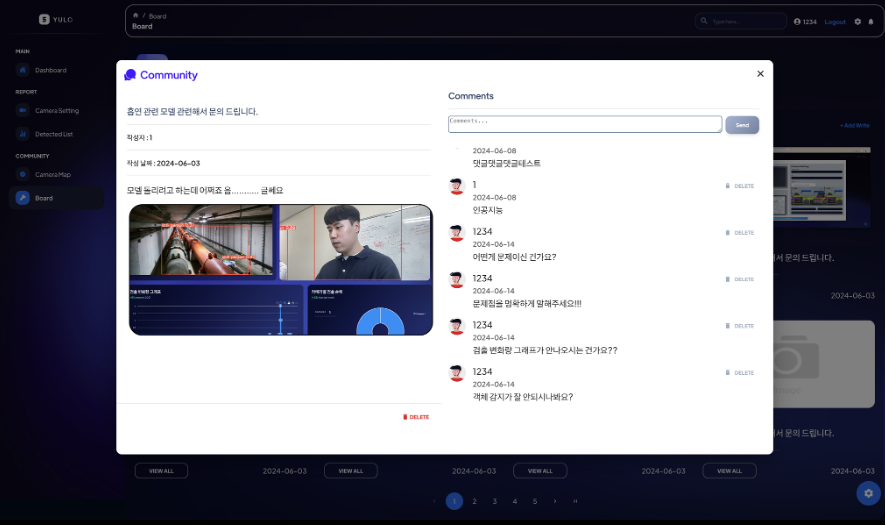 YULO
/ Board
Board
Typehere...
1234
Logout
MAIN
Dashboard
REPORT
Camera Setting
Detected List
COMMUNITY
Camera Map
Board
+ Add Write
Community
흡연 관련 모델 관련해서 문의 드립니다.
작성자 : 1
작성 날짜 : 2024-06-03
모델 돌리려고 하는데 어쩌죠 음........... 글쎄요
DELETE
Comments
Comments...
Send
2024-06-08
댓글댓글댓글테스트
1
DELETE
2024-06-08
인공지능
1234
DELETE
2024-06-14
어떤게 문제이신 건가요?
1234
DELETE
2024-06-14
문제점을 명확하게 말해주세요!!!
1234
DELETE
2024-06-14
검출 변화량 그래프가 안나오시는 건가요??
1234
DELETE
2024-06-14
객체 감지가 잘 안되시나봐요?
서 문의 드립니다.
2024-06-03
서 문의 드립니다.
VIEW ALL
2024-06-03
VIEW ALL
2024-06-03
VIEW ALL
2024-06-03
VIEW ALL
2024-06-03
1 2 3 4 5